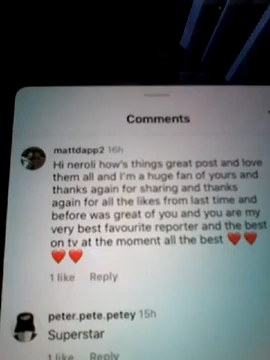 Comments
mattdapp2 16h
Hi neroli how's things great post and love
them all and I'm a huge fan of yours and
thanks again for sharing and thanks
again for all the likes from last time and
before was great of you and you are my
very best favourite reporter and the best
on tv at the moment all the best ❤️❤️
❤️❤️
1 like Reply
peter.pete.petey 15h
Superstar
1 like Reply